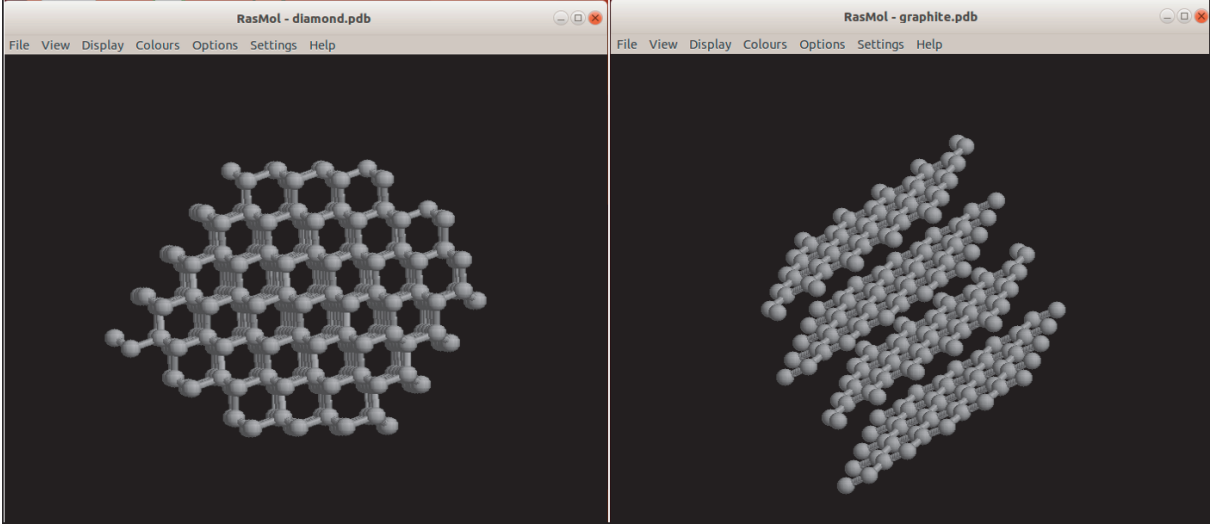 RasMol - diamond.pdb
File View Display Colours Options Settings Help
RasMol - graphite.pdb
File View Display Colours Options Settings Help